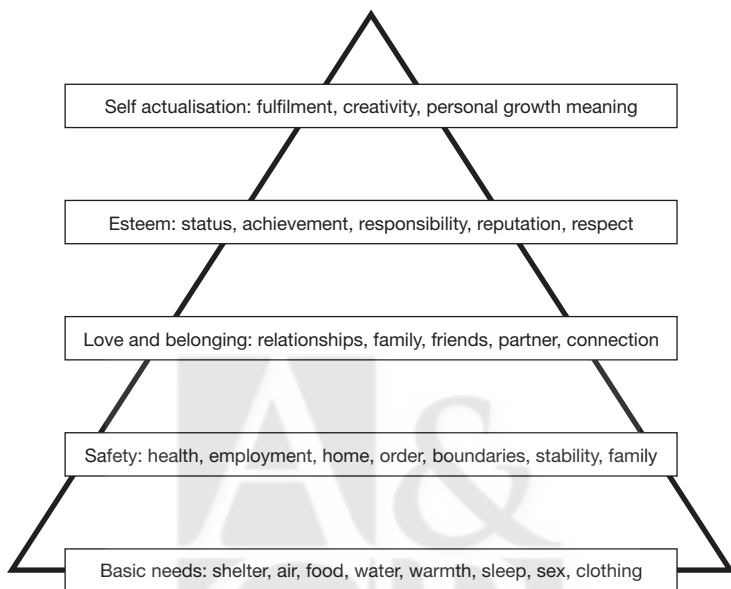 Self actualisation: fulfilment, creativity, personal growth meaning
Esteem: status, achievement, responsibility, reputation, respect
Love and belonging: relationships, family, friends, partner, connection
Safety: health, employment, home, order, boundaries, stability, family
Basic needs: shelter, air, food, water, warmth, sleep, sex, clothing
A&